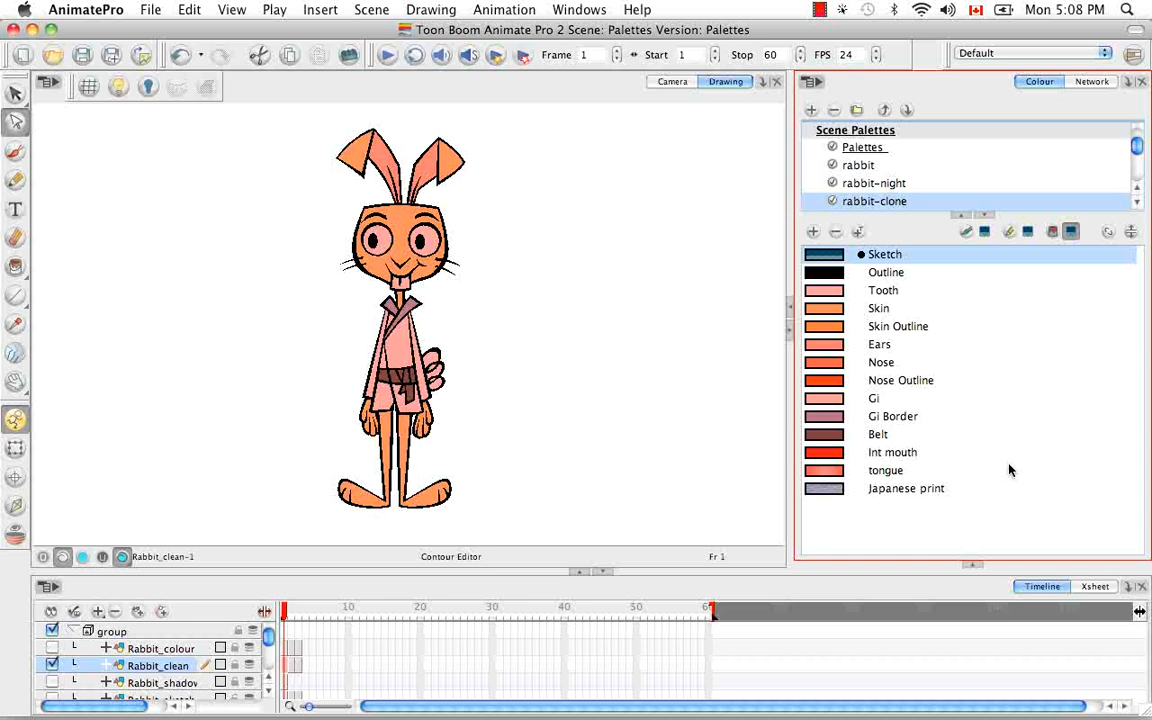 AnimatePro File Edit View Play Insert Scene Drawing Animation Windows Help Mon 5:08 PM
Toon Boom Animate Pro 2 Scene: Palettes Version: Palettes
Frame 1 Start 1 Stop 60 FPS 24 Default
Camera Drawing Colour Network
Scene Palettes
Palettes
rabbit
rabbit-night
rabbit-clone
Sketch
Outline
Tooth
Skin
Skin Outline
Ears
Nose
Nose Outline
Gi
Gi Border
Belt
Int mouth
tongue
Japanese print
Rabbit_clean-1 Contour Editor Fr 1
Timeline Xsheet
10 20 30 40 50
group
Rabbit_colour
Rabbit_clean
Rabbit_shadov